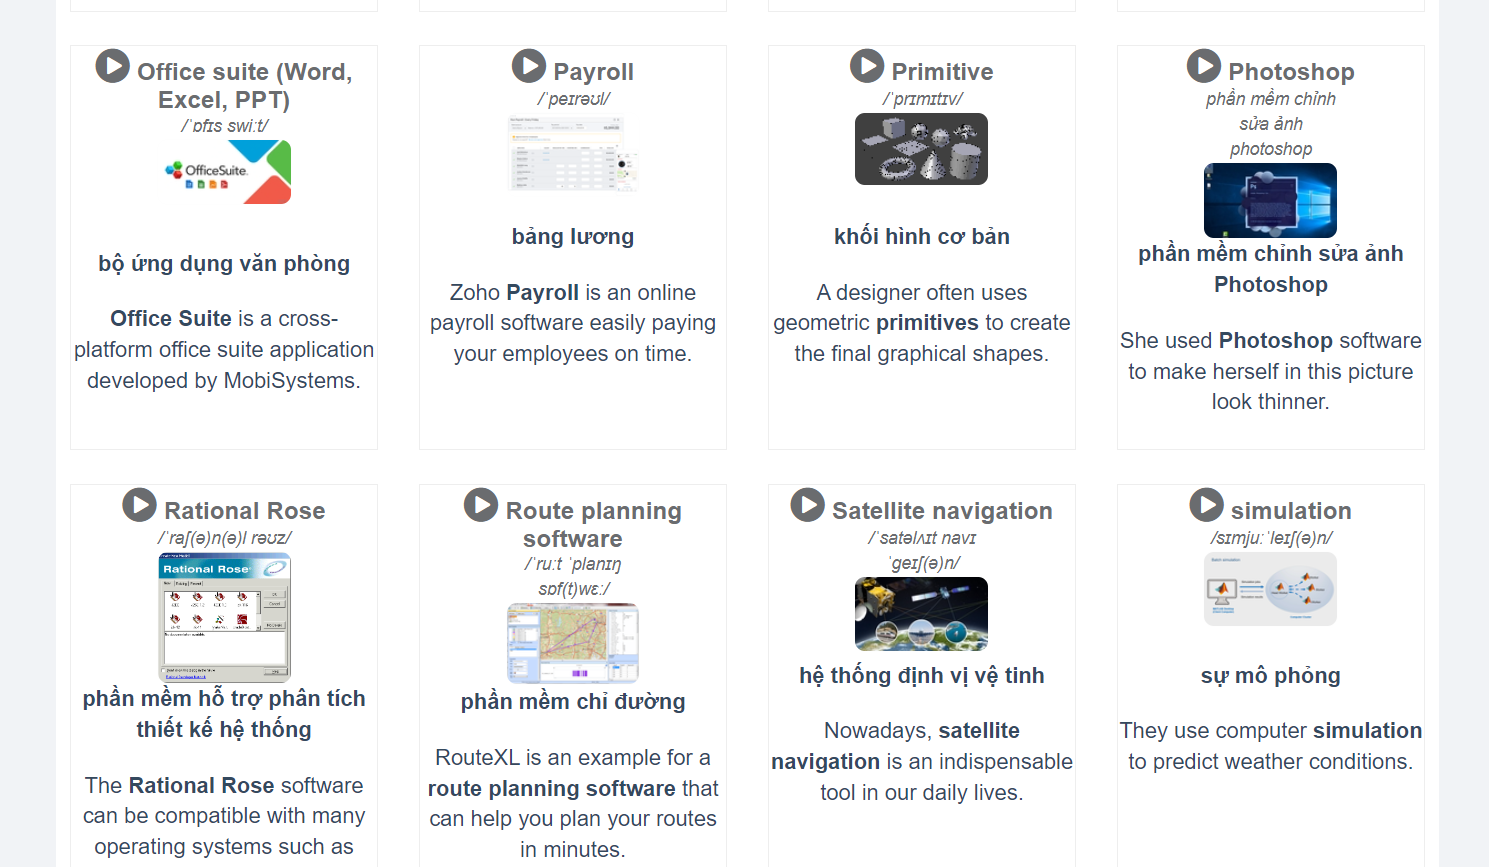 Office suite (Word,
Excel, PPT)
/ˈɒfɪs swiːt/
OfficeSuite.
bộ ứng dụng văn phòng
Office Suite is a cross-
platform office suite application
developed by MobiSystems.
Payroll
/ˈpeɪrəʊl/
bảng lương
Zoho Payroll is an online
payroll software easily paying
your employees on time.
Primitive
/ˈprɪmɪtɪv/
khối hình cơ bản
A designer often uses
geometric primitives to create
the final graphical shapes.
Photoshop
phần mềm chỉnh
sửa ảnh
photoshop
phần mềm chỉnh sửa ảnh
Photoshop
She used Photoshop software
to make herself in this picture
look thinner.
Rational Rose
/ˈraʃ(ə)n(ə)l rəʊz/
Rational Rose
phần mềm hỗ trợ phân tích
thiết kế hệ thống
The Rational Rose software
can be compatible with many
operating systems such as
Route planning
software
/ˈruːt ˈplanɪŋ
sɒf(t)wɛː/
phần mềm chỉ đường
RouteXL is an example for a
route planning software that
can help you plan your routes
in minutes.
Satellite navigation
/ˈsatəlʌɪt navɪ
ˈɡeɪʃ(ə)n/
hệ thống định vị vệ tinh
Nowadays, satellite
navigation is an indispensable
tool in our daily lives.
simulation
/sɪmjuːˈleɪʃ(ə)n/
sự mô phỏng
They use computer simulation
to predict weather conditions.